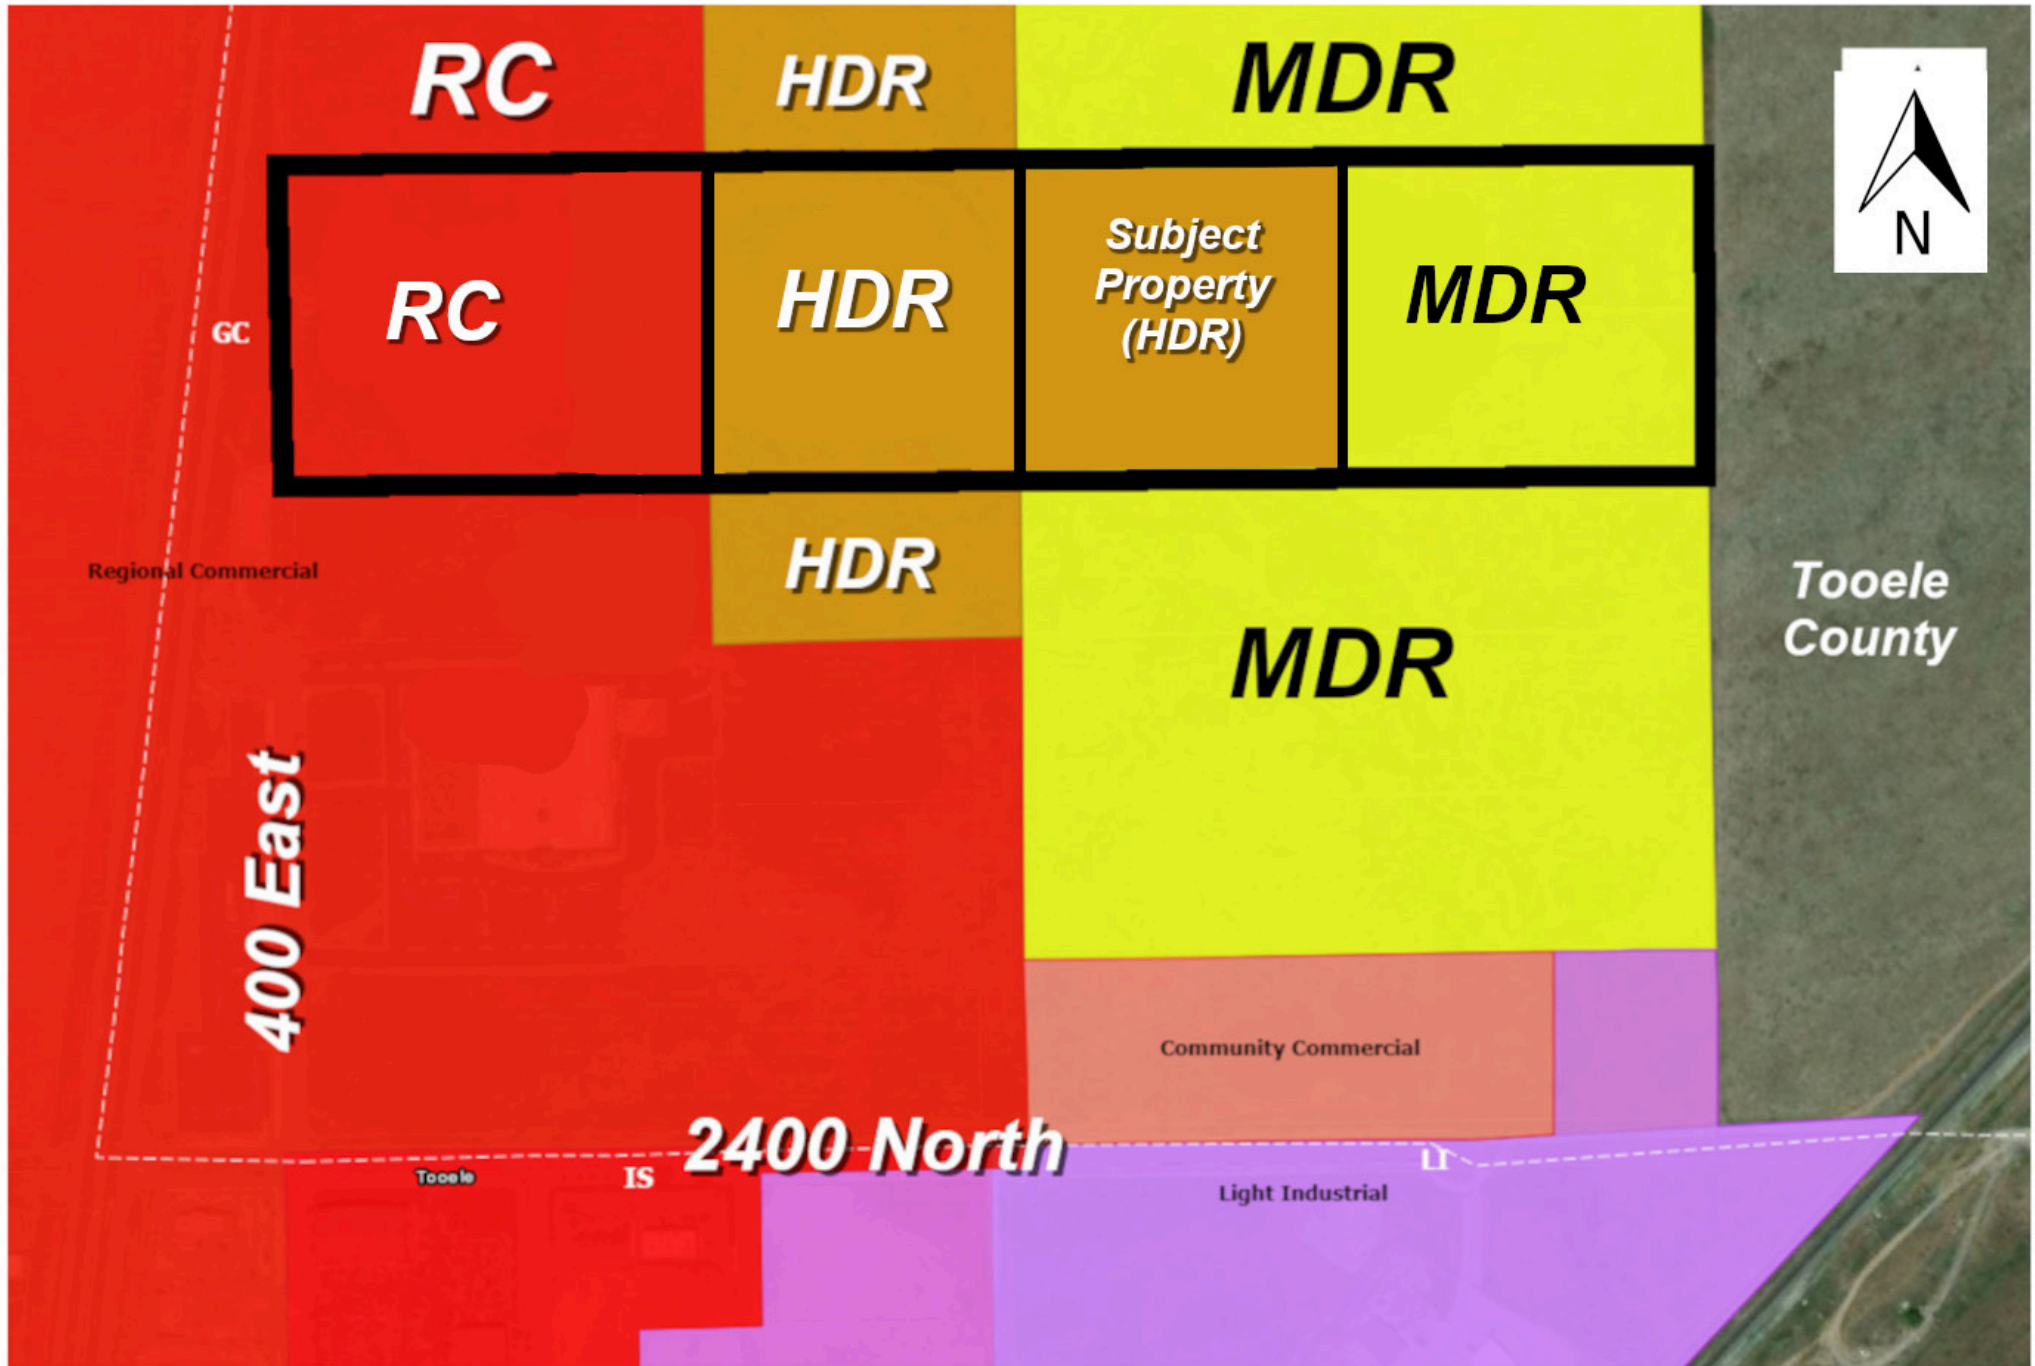 RC
HDR
MDR
N
GC
RC
HDR
Subject
Property
(HDR)
MDR
Regional Commercial
HDR
Tooele
County
MDR
400 East
Community Commercial
2400 North
Tooele
IS
LI
Light Industrial